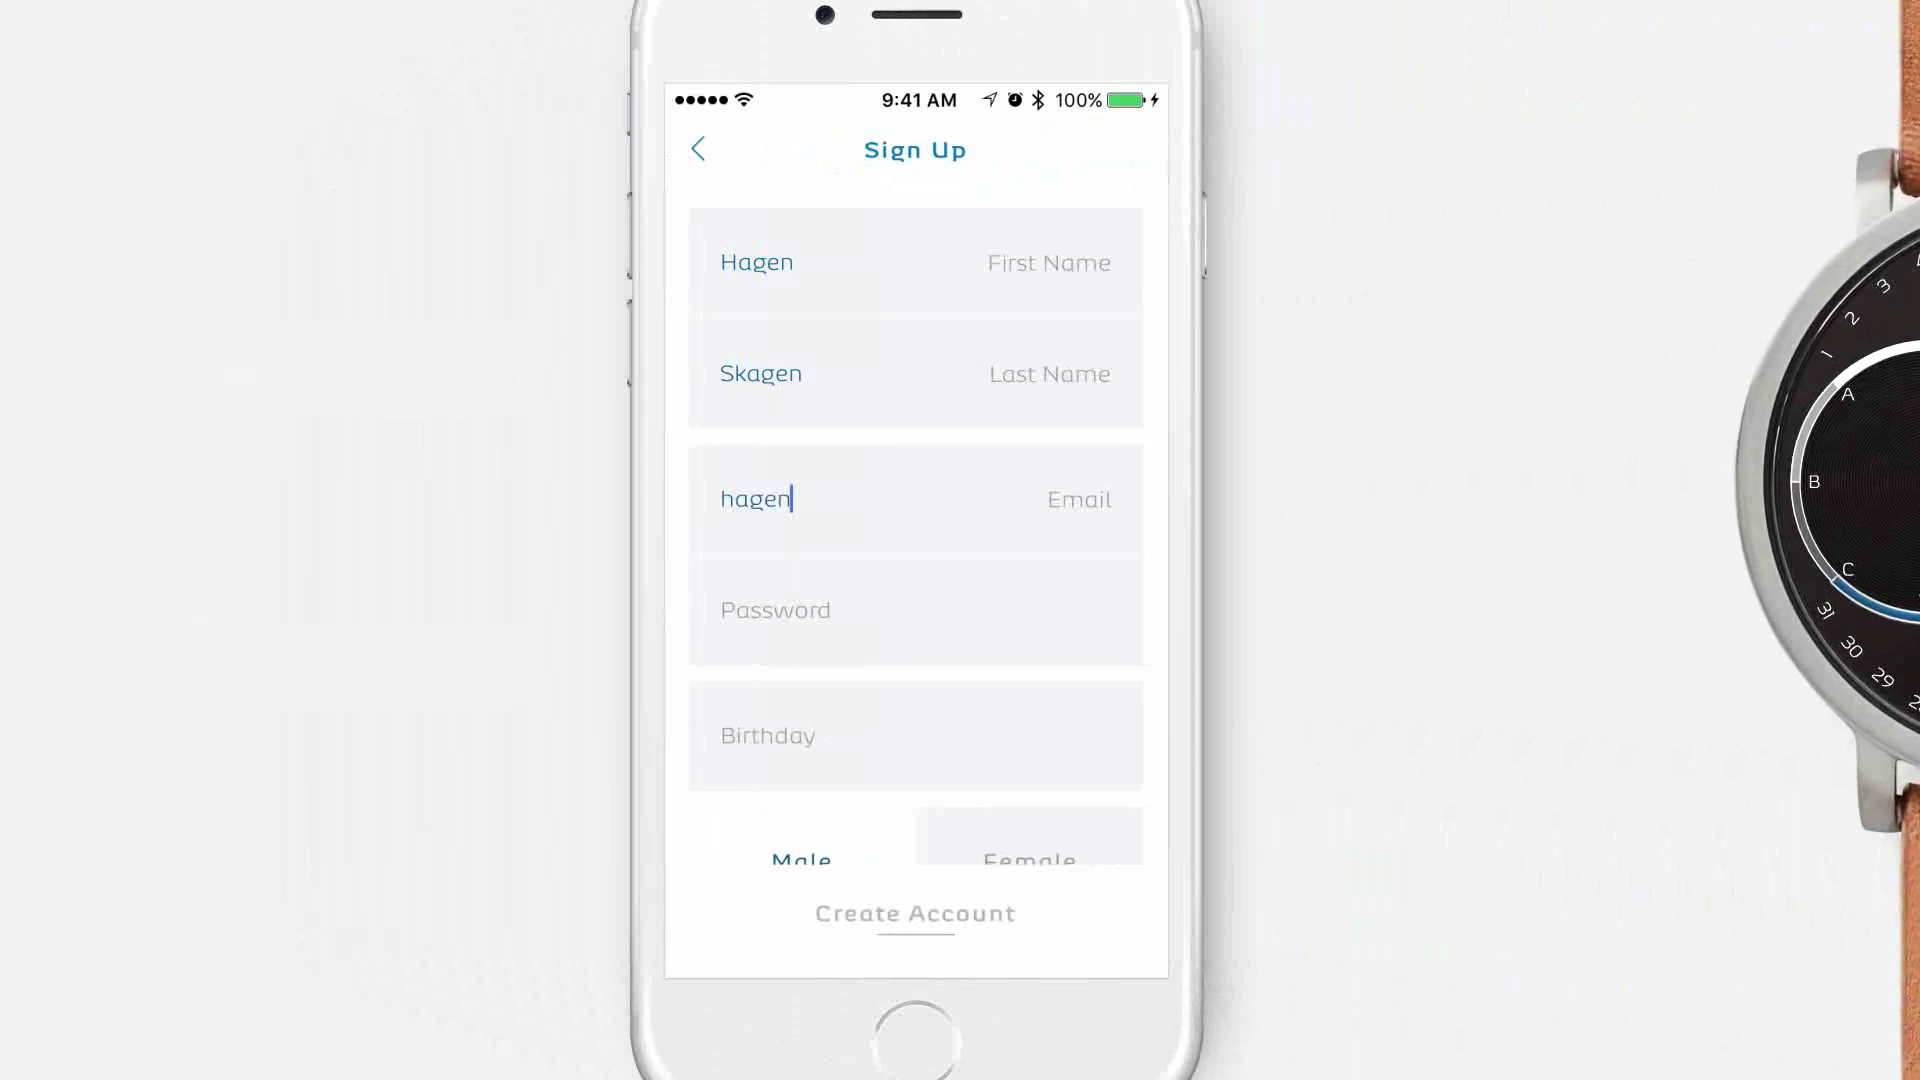 9:41 AM 100%
Sign Up
Hagen First Name
Skagen Last Name
hagen Email
Password
Birthday
Male Female
Create Account
3
2
1
A
B
C
31
30
29